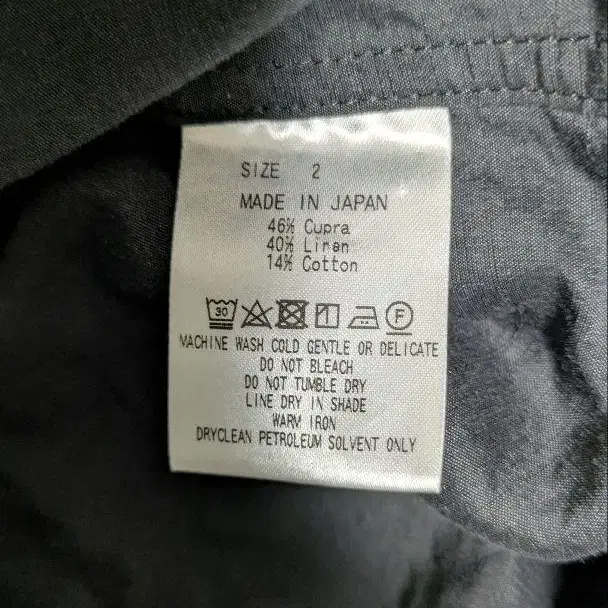 SIZE 2
MADE IN JAPAN
46% Cupra
40% Linen
14% Cotton
30 F
MACHINE WASH COLD GENTLE OR DELICATE
DO NOT BLEACH
DO NOT TUMBLE DRY
LINE DRY IN SHADE
WARM IRON
DRYCLEAN PETROLEUM SOLVENT ONLY